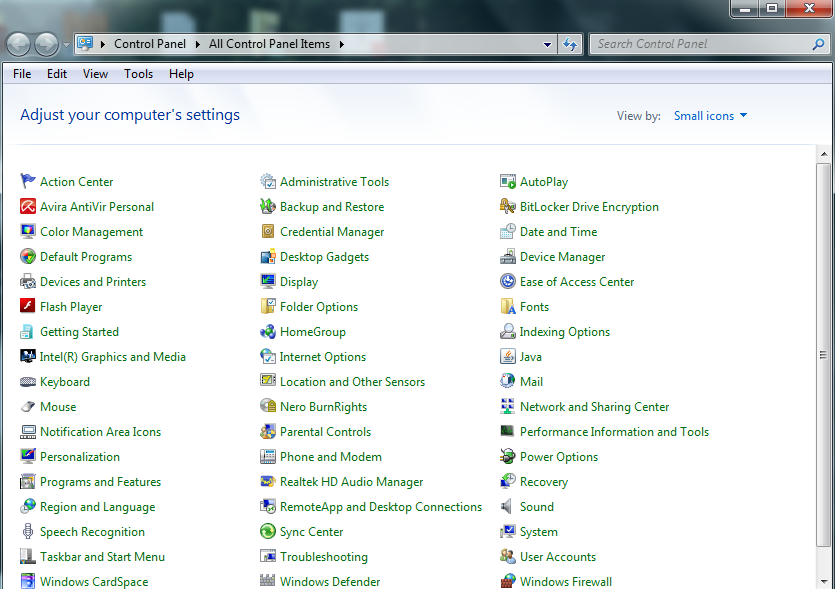 Control Panel All Control Panel Items
Search Control Panel
File Edit View Tools Help
Adjust your computer's settings
View by: Small icons
Action Center
Administrative Tools
AutoPlay
Avira AntiVir Personal
Backup and Restore
BitLocker Drive Encryption
Color Management
Credential Manager
Date and Time
Default Programs
Desktop Gadgets
Device Manager
Devices and Printers
Display
Ease of Access Center
Flash Player
Folder Options
Fonts
Getting Started
HomeGroup
Indexing Options
Intel(R) Graphics and Media
Internet Options
Java
Keyboard
Location and Other Sensors
Mail
Mouse
Nero BurnRights
Network and Sharing Center
Notification Area Icons
Parental Controls
Performance Information and Tools
Personalization
Phone and Modem
Power Options
Programs and Features
Realtek HD Audio Manager
Recovery
Region and Language
RemoteApp and Desktop Connections
Sound
Speech Recognition
Sync Center
System
Taskbar and Start Menu
Troubleshooting
User Accounts
Windows CardSpace
Windows Defender
Windows Firewall